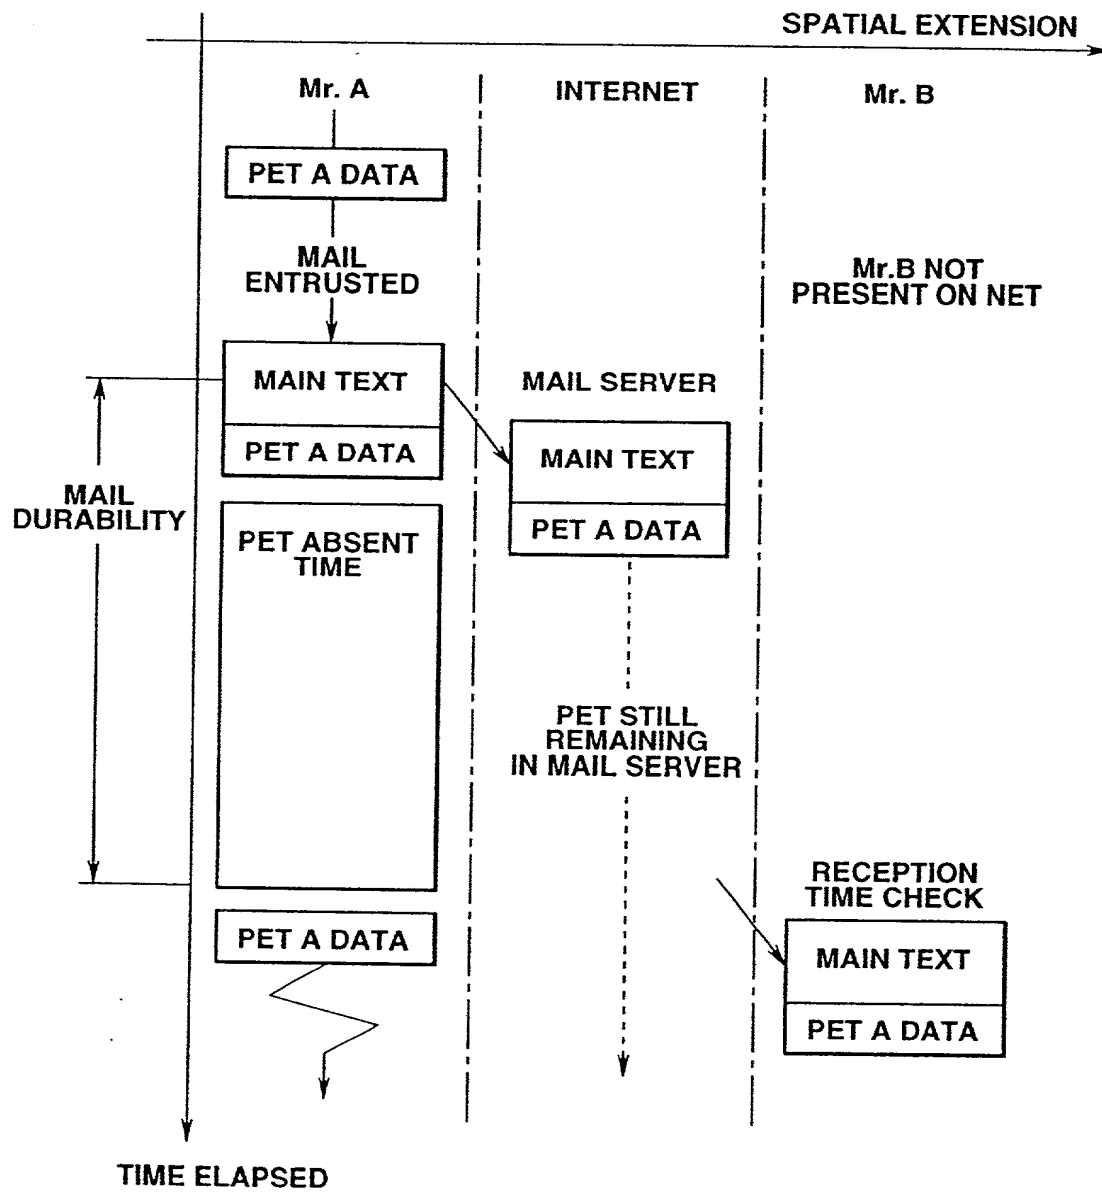 SPATIAL EXTENSION
Mr. A
INTERNET
Mr. B
PET A DATA
MAIL
ENTRUSTED
Mr.B NOT
PRESENT ON NET
MAIN TEXT
PET A DATA
MAIL SERVER
MAIN TEXT
PET A DATA
MAIL
DURABILITY
PET ABSENT
TIME
PET STILL
REMAINING
IN MAIL SERVER
RECEPTION
TIME CHECK
MAIN TEXT
PET A DATA
PET A DATA
TIME ELAPSED